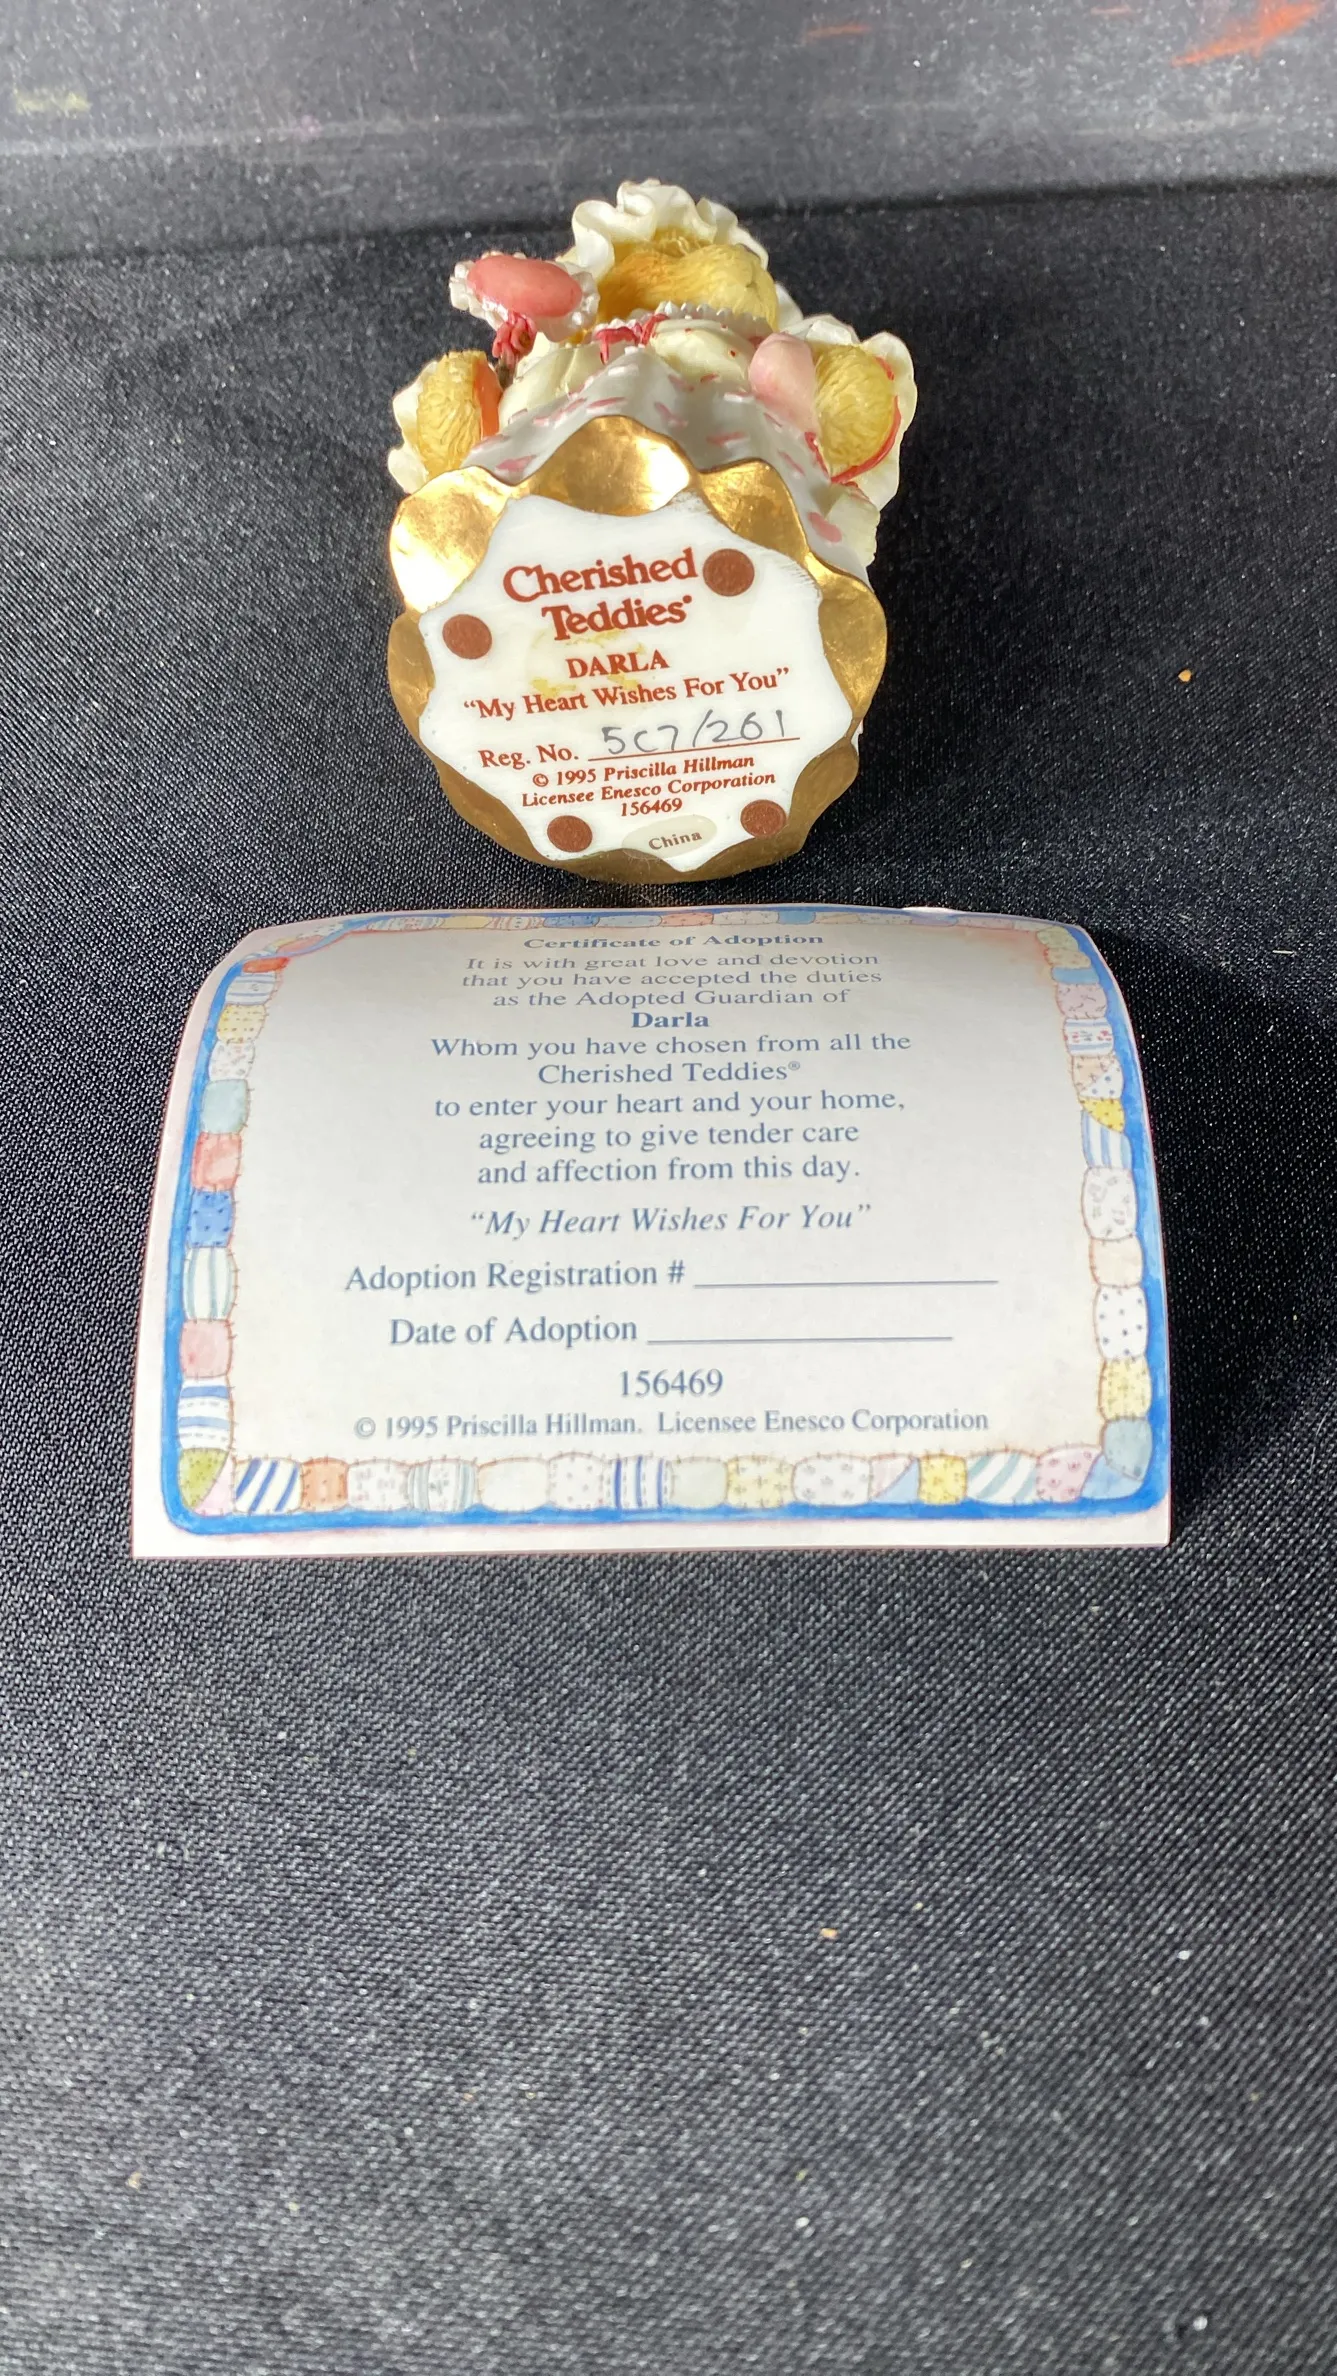 Cherished
Teddies®
DARLA
“My Heart Wishes For You”
Reg. No. 5C7/261
© 1995 Priscilla Hillman
Licensee Enesco Corporation
156469
China
Certificate of Adoption
It is with great love and devotion
that you have accepted the duties
as the Adopted Guardian of
Darla
Whom you have chosen from all the
Cherished Teddies®
to enter your heart and your home,
agreeing to give tender care
and affection from this day.
“My Heart Wishes For You”
Adoption Registration #
Date of Adoption
156469
© 1995 Priscilla Hillman. Licensee Enesco Corporation